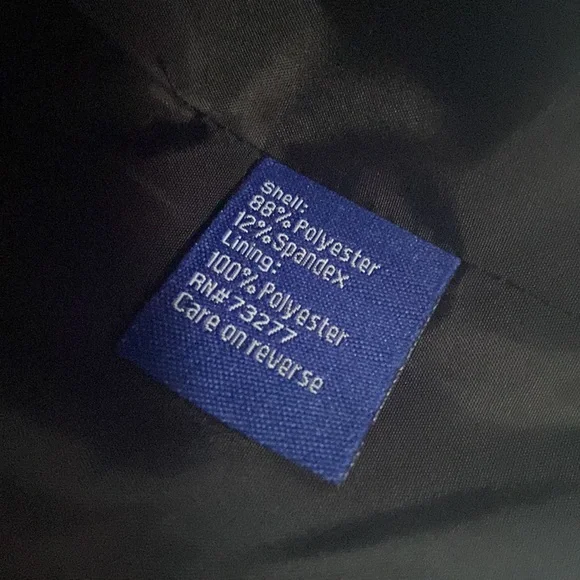 Shell:
88% Polyester
12% Spandex
Lining:
100% Polyester
RN#73277
Care on reverse